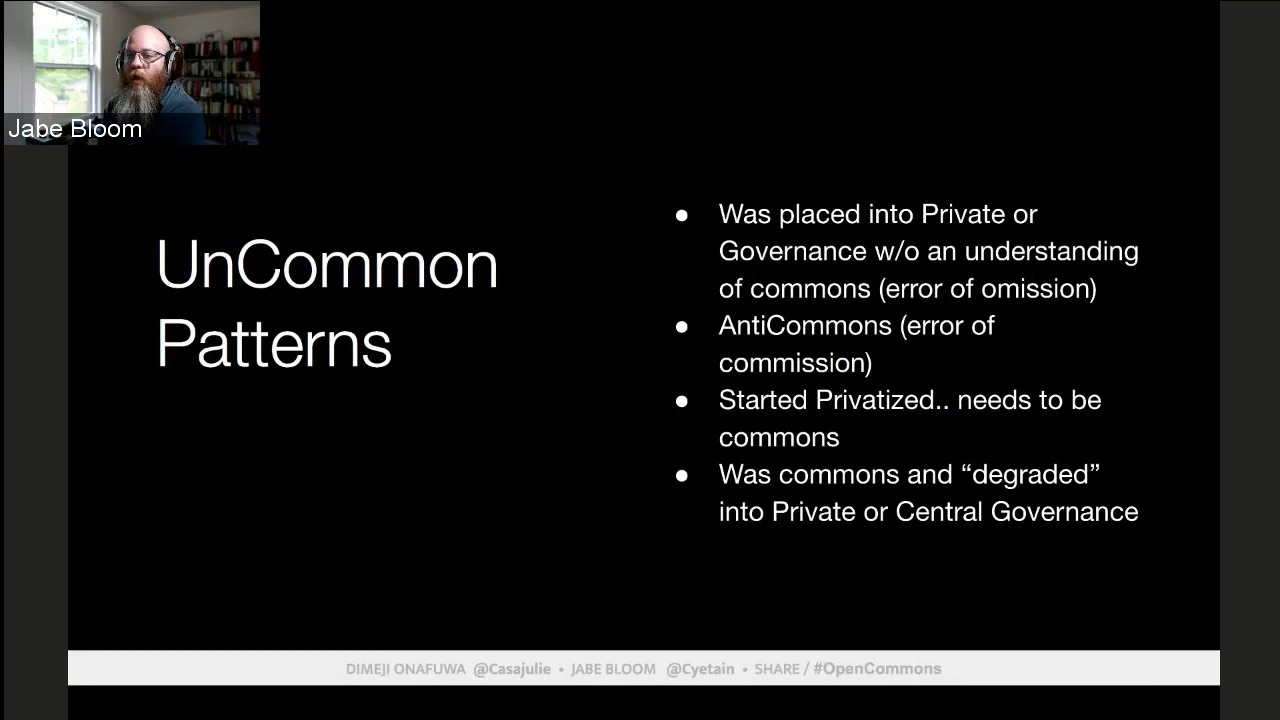 Jabe Bloom
UnCommon
Patterns
● Was placed into Private or
Governance w/o an understanding
of commons (error of omission)
● AntiCommons (error of
commission)
● Started Privatized.. needs to be
commons
● Was commons and “degraded”
into Private or Central Governance
DIMEJI ONAFUWA @Casajulie • JABE BLOOM @Cyetain • SHARE / #OpenCommons